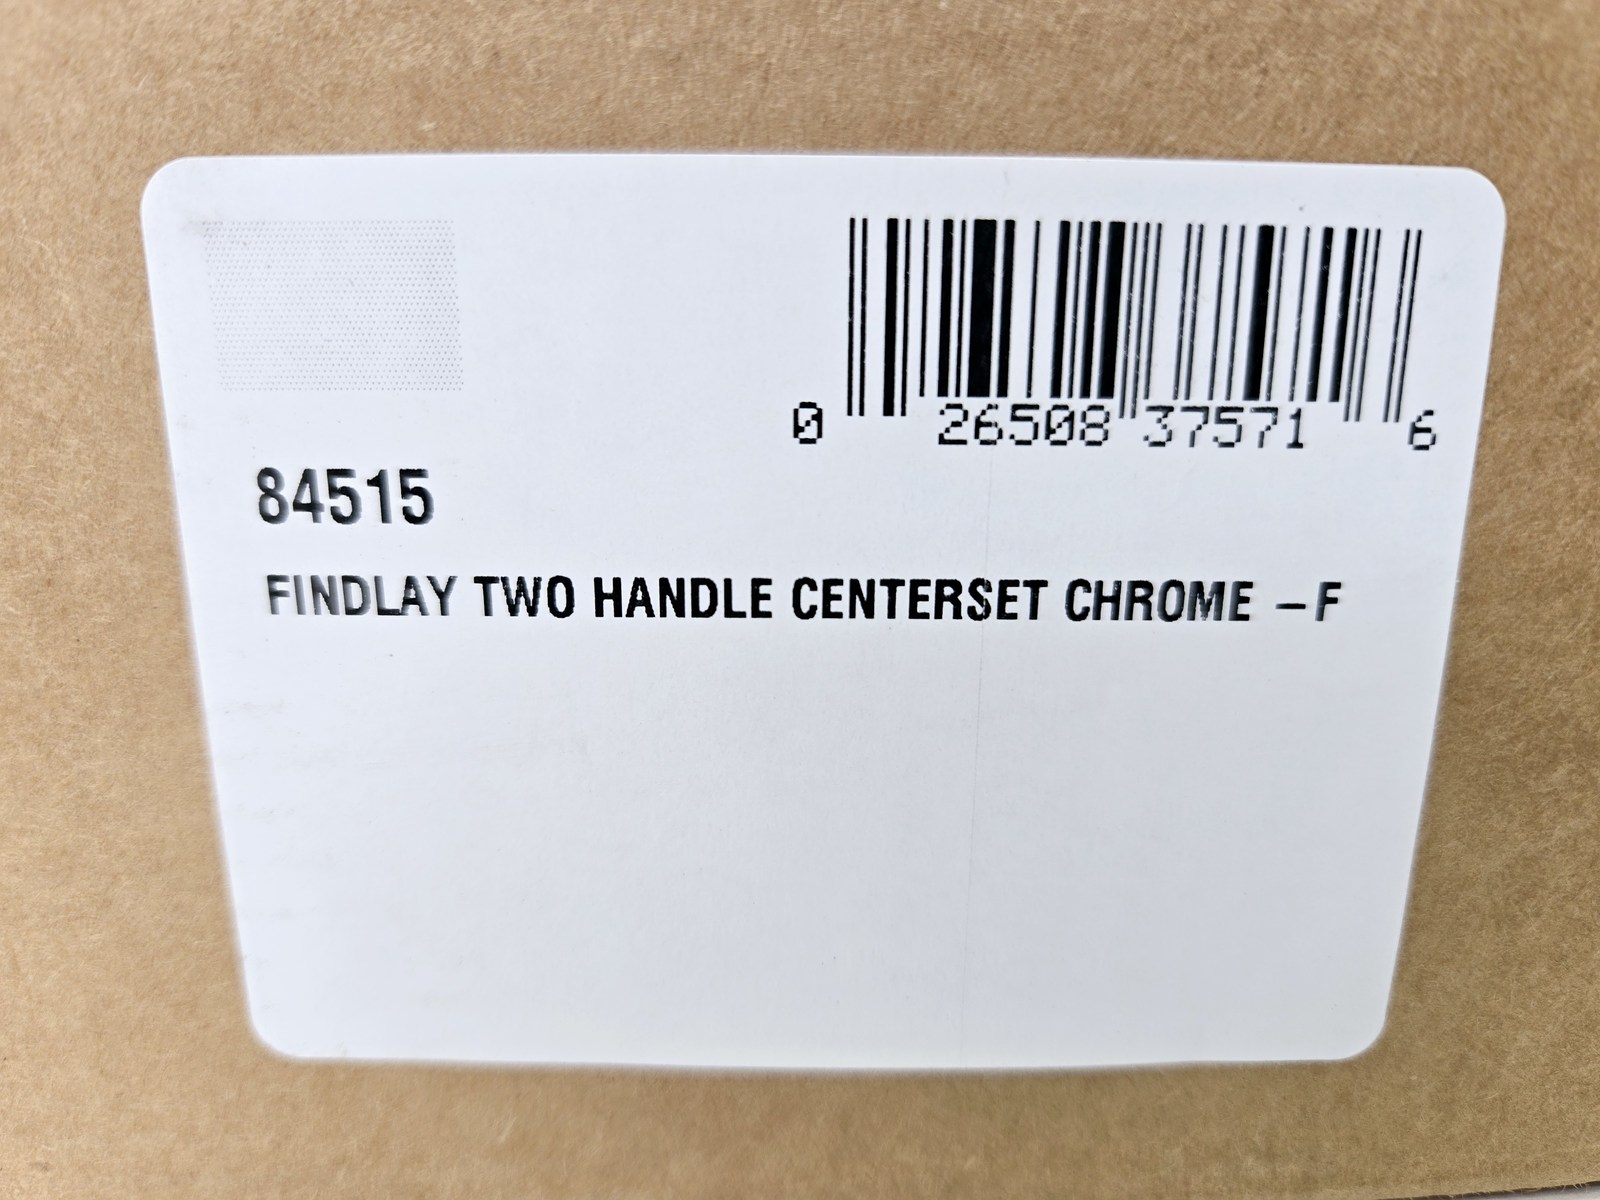 0 26508 37571 6
84515
FINDLAY TWO HANDLE CENTERSET CHROME –F